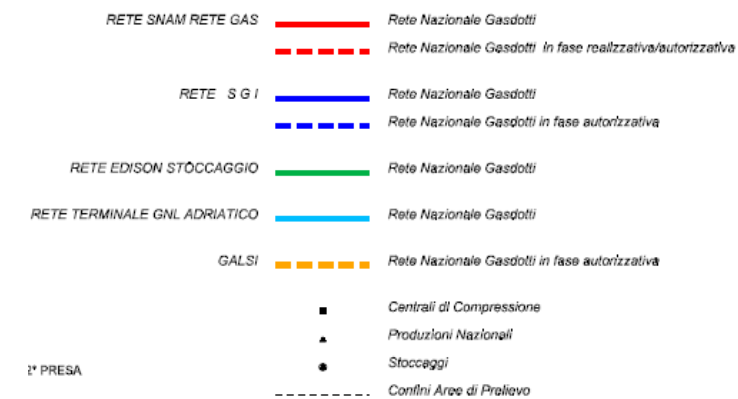 RETE SNAM RETE GAS Rete Nazionale Gasdotti
Rete Nazionale Gasdotti in fase realizzativa/autorizzativa
RETE S G I Rete Nazionale Gasdotti
Rete Nazionale Gasdotti in fase autorizzativa
RETE EDISON STOCCAGGIO Rete Nazionale Gasdotti
RETE TERMINALE GNL ADRIATICO Rete Nazionale Gasdotti
GALSI Rete Nazionale Gasdotti in fase autorizzativa
Centrali di Compressione
Produzioni Nazionali
Stoccaggi
2° PRESA
Confini Aree di Prelievo